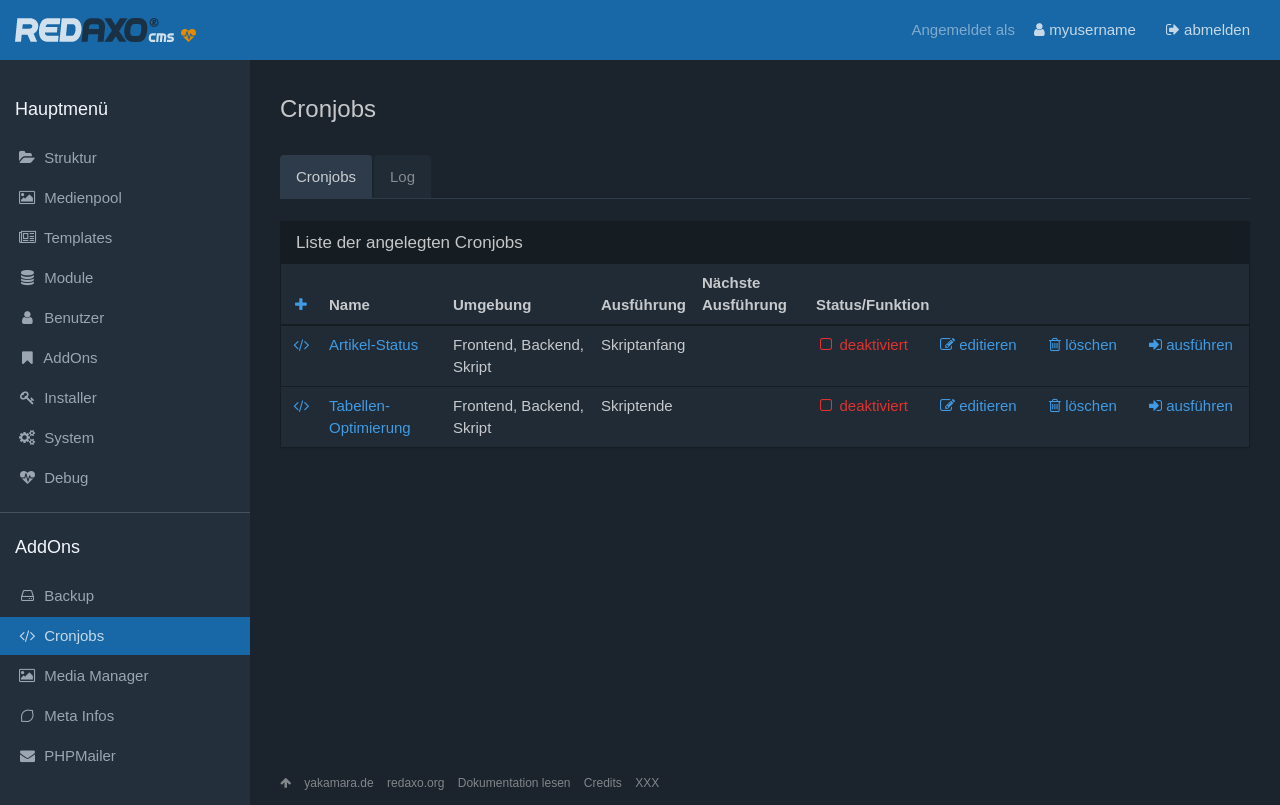 REDAXO® cms
Angemeldet als myusername abmelden
Hauptmenü
Struktur
Medienpool
Templates
Module
Benutzer
AddOns
Installer
System
Debug
AddOns
Backup
Cronjobs
Media Manager
Meta Infos
PHPMailer
Cronjobs
Cronjobs Log
Liste der angelegten Cronjobs
Nächste
Name Umgebung Ausführung Ausführung Status/Funktion
Artikel-Status Frontend, Backend, Skriptanfang deaktiviert editieren löschen ausführen
Skript
Tabellen- Frontend, Backend, Skriptende deaktiviert editieren löschen ausführen
Optimierung Skript
yakamara.de redaxo.org Dokumentation lesen Credits XXX